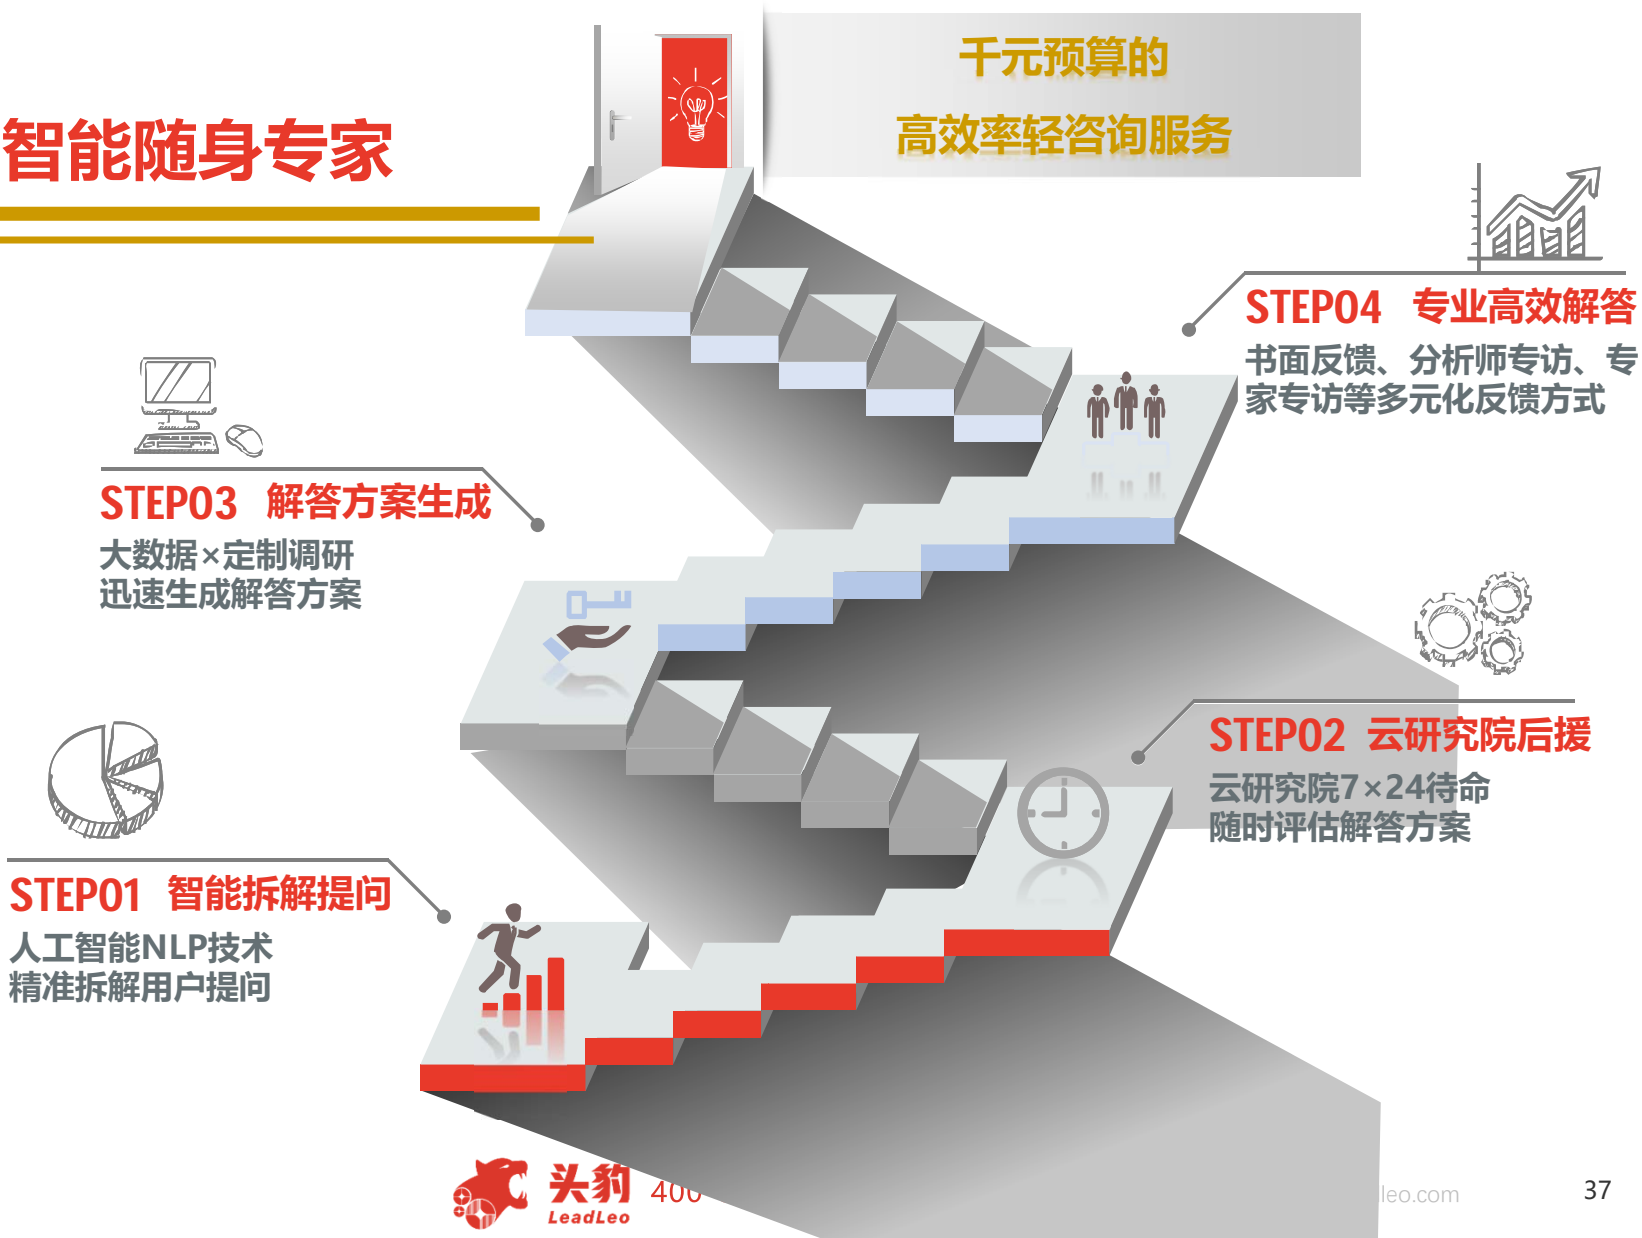 千元预算的
高效率轻咨询服务
智能随身专家
STEP04 专业高效解答
书面反馈、分析师专访、专
家专访等多元化反馈方式
STEP03 解答方案生成
大数据×定制调研
迅速生成解答方案
STEP02 云研究院后援
云研究院7×24待命
随时评估解答方案
STEP01 智能拆解提问
人工智能NLP技术
精准拆解用户提问
头豹
LeadLeo
400
leo.com
37